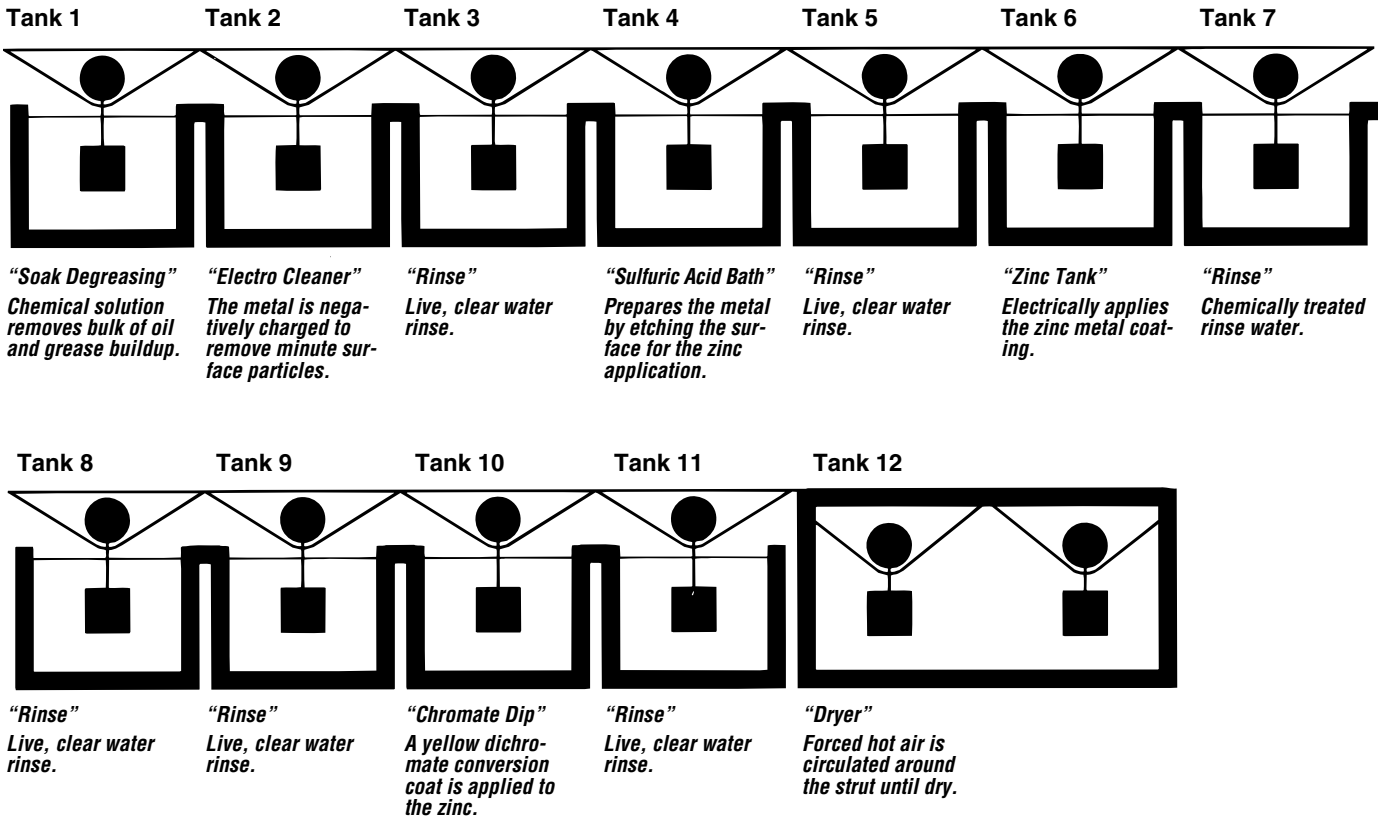 Tank 1
Tank 2
Tank 3
Tank 4
Tank 5
Tank 6
Tank 7
“Soak Degreasing”
Chemical solution
removes bulk of oil
and grease buildup.
“Electro Cleaner”
The metal is nega-
tively charged to
remove minute sur-
face particles.
“Rinse”
Live, clear water
rinse.
“Sulfuric Acid Bath”
Prepares the metal
by etching the sur-
face for the zinc
application.
“Rinse”
Live, clear water
rinse.
“Zinc Tank”
Electrically applies
the zinc metal coat-
ing.
“Rinse”
Chemically treated
rinse water.
Tank 8
Tank 9
Tank 10
Tank 11
Tank 12
“Rinse”
Live, clear water
rinse.
“Rinse”
Live, clear water
rinse.
“Chromate Dip”
A yellow dichro-
mate conversion
coat is applied to
the zinc.
“Rinse”
Live, clear water
rinse.
“Dryer”
Forced hot air is
circulated around
the strut until dry.